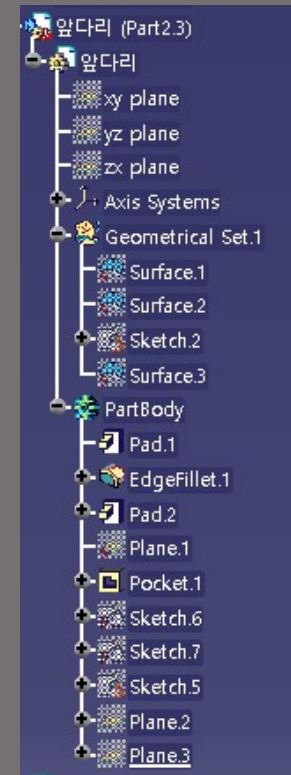 앞다리 (Part2.3)
앞다리
xy plane
yz plane
zx plane
Axis Systems
Geometrical Set.1
Surface.1
Surface.2
Sketch.2
Surface.3
PartBody
Pad.1
EdgeFillet.1
Pad.2
Plane.1
Pocket.1
Sketch.6
Sketch.7
Sketch.5
Plane.2
Plane.3